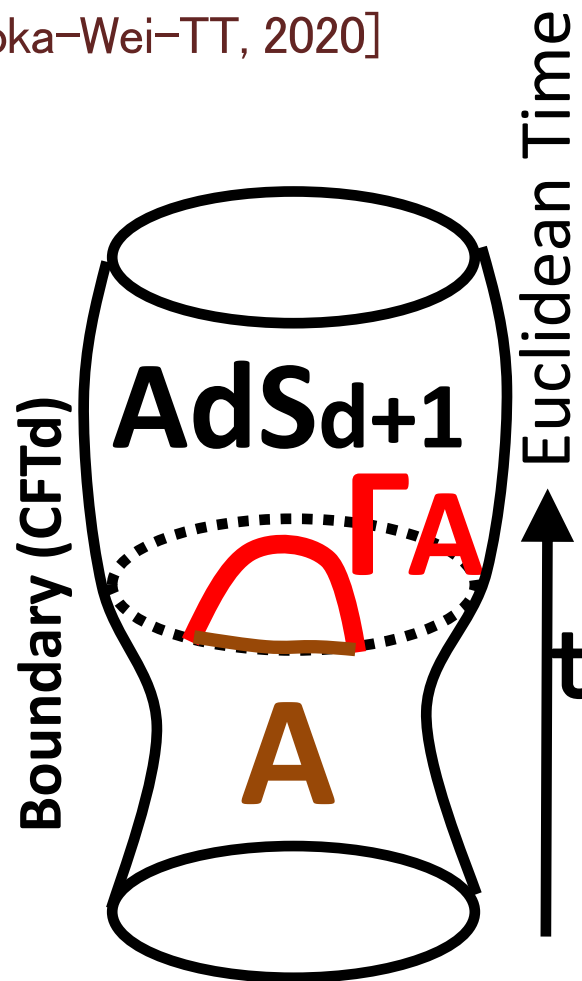 oka-Wei-TT, 2020]
Euclidean Time
AdSd+1
Boundary (CFTd)
ΓA
t
A